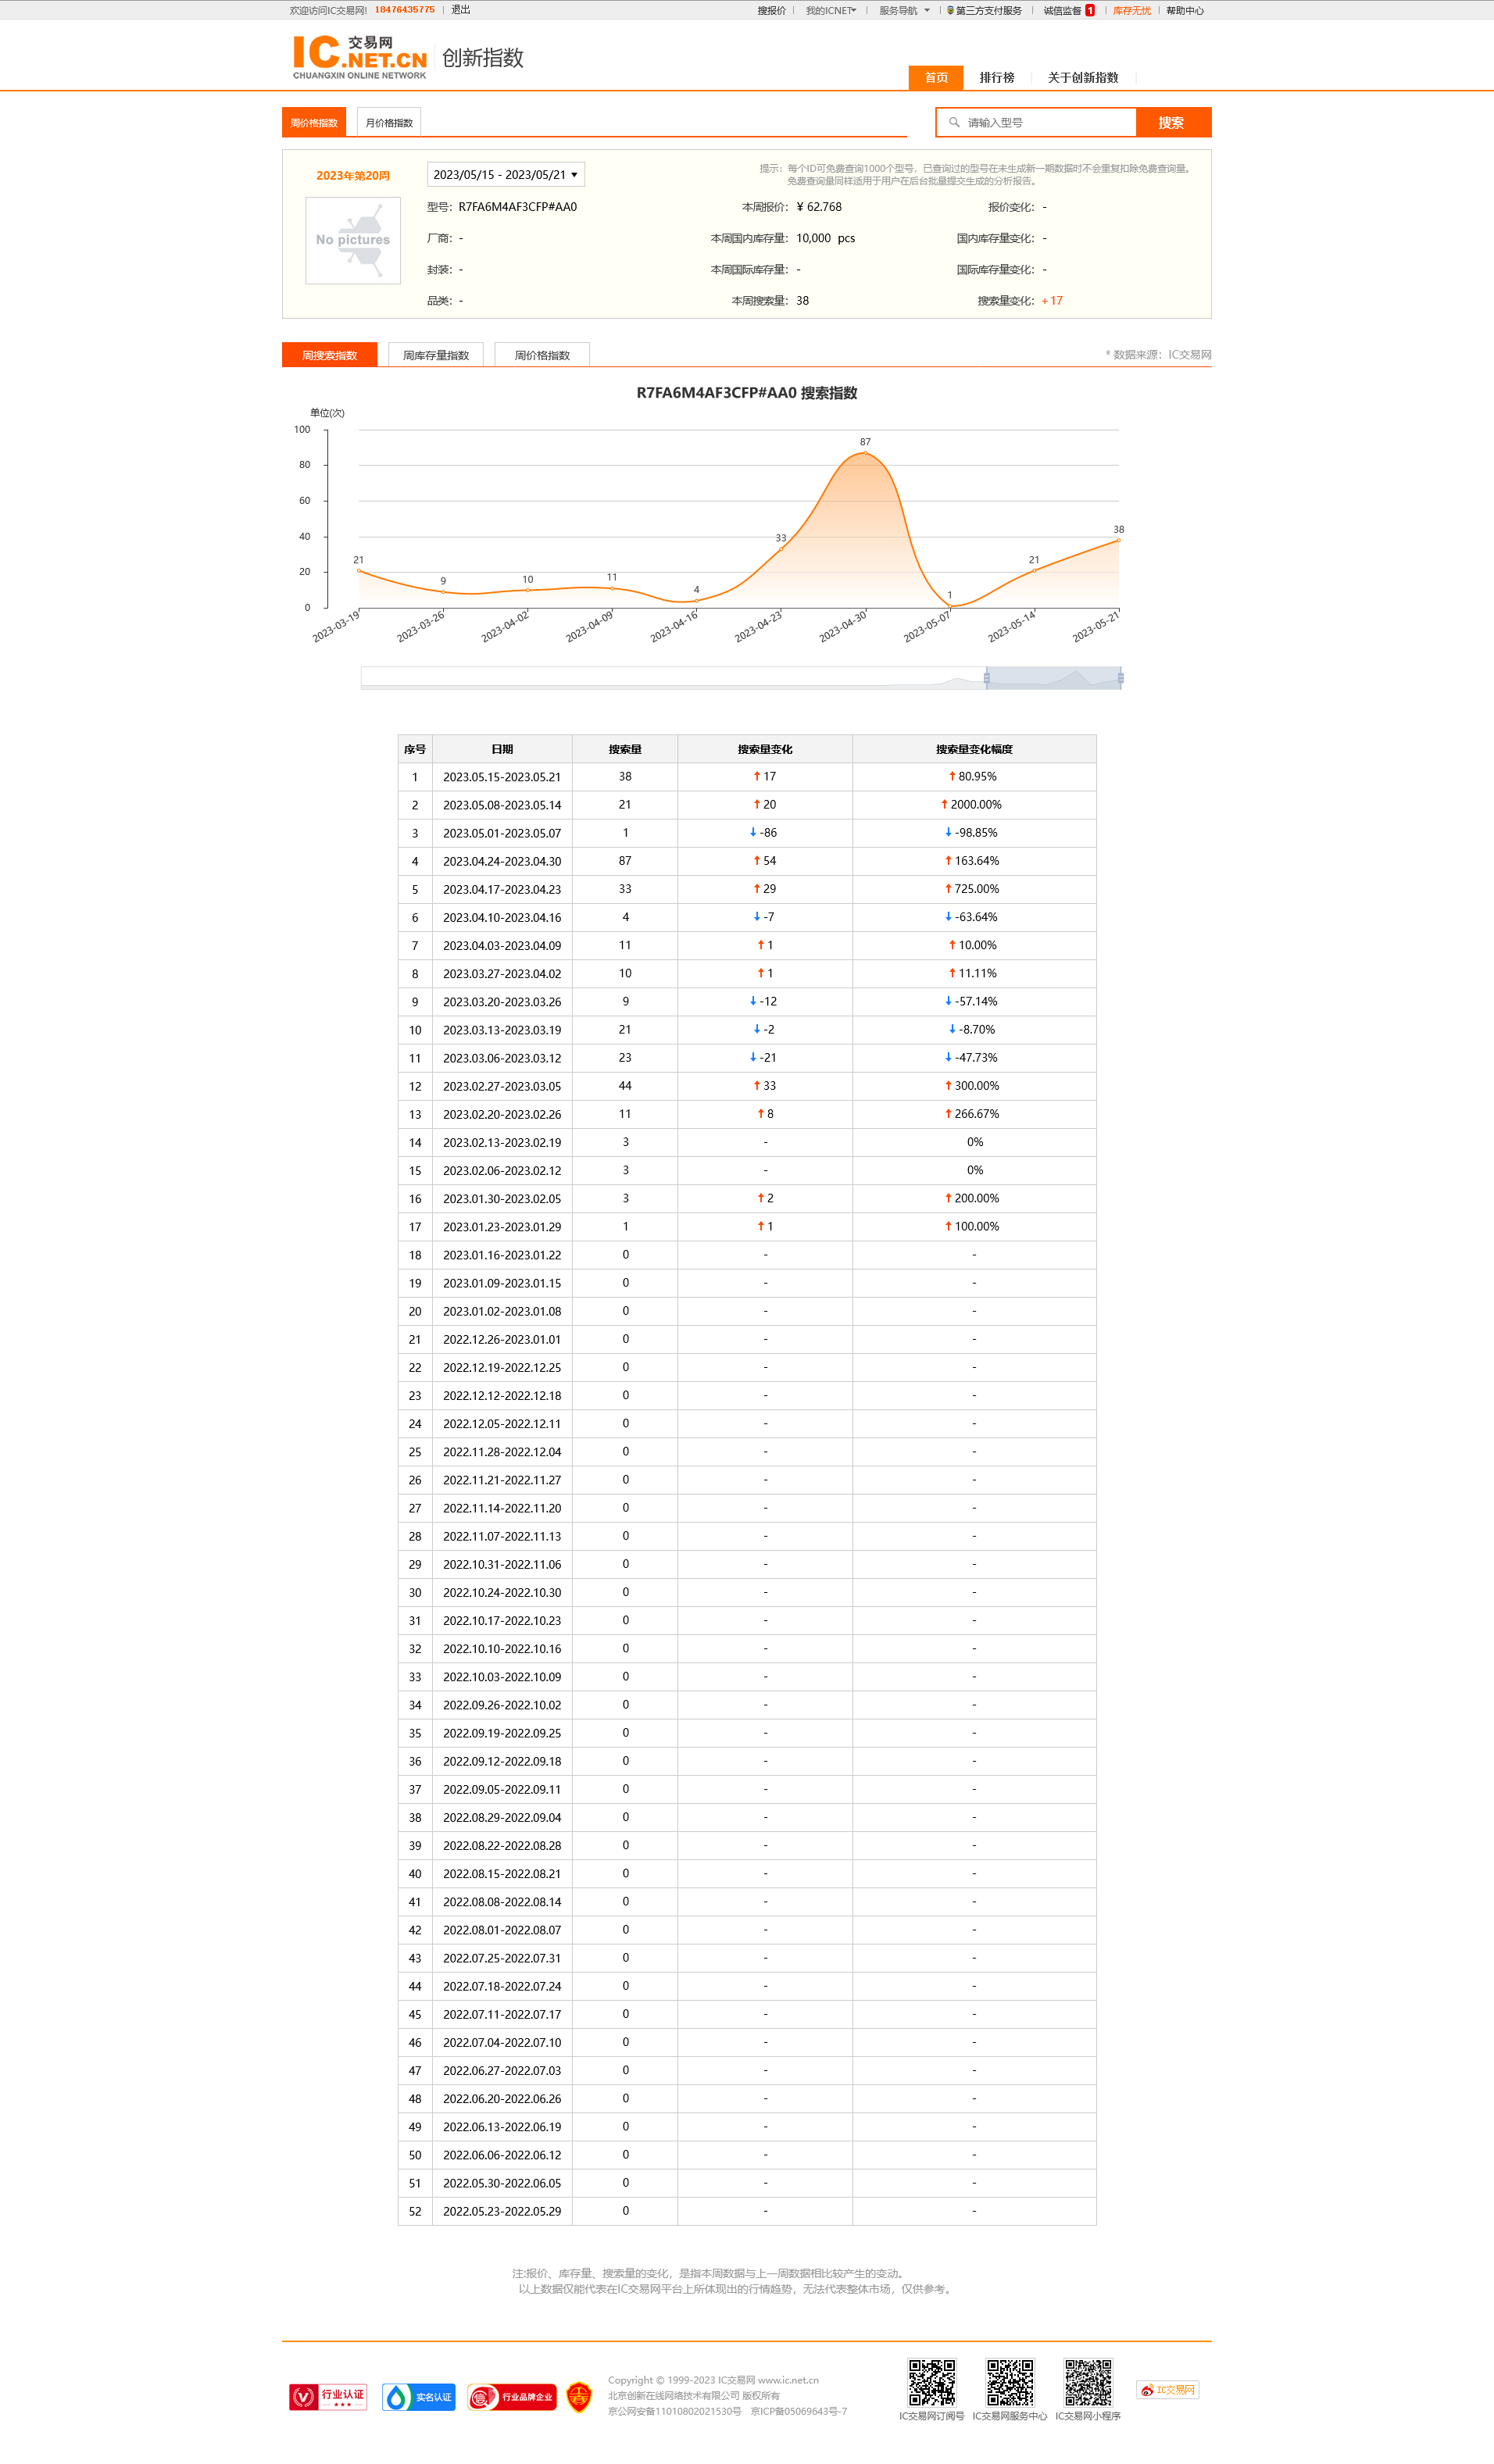 欢迎访问IC交易网! 18476435775 退出 搜报价 我的ICNET 服务导航 第三方支付服务 诚信监督 1 库存无忧 帮助中心
IC 交易网 .NET.CN
CHUANGXIN ONLINE NETWORK
创新指数
首页 排行榜 关于创新指数
周价格指数 月价格指数 请输入型号 搜索
2023年第20周 2023/05/15 - 2023/05/21
提示：每个ID可免费查询1000个型号，已查询过的型号在未生成新一期数据时不会重复扣除免费查询量。
免费查询量同样适用于用户在后台批量提交生成的分析报告。
No pictures
型号：R7FA6M4AF3CFP#AA0 本周报价：¥ 62.768 报价变化：-
厂商：- 本周国内库存量：10,000 pcs 国内库存量变化：-
封装：- 本周国际库存量：- 国际库存量变化：-
品类：- 本周搜索量：38 搜索量变化：+ 17
周搜索指数 周库存量指数 周价格指数 * 数据来源：IC交易网
R7FA6M4AF3CFP#AA0 搜索指数
单位(次)
100
80
60
40
20
0
21 9 10 11 4 33 87 1 21 38
2023-03-19 2023-03-26 2023-04-02 2023-04-09 2023-04-16 2023-04-23 2023-04-30 2023-05-07 2023-05-14 2023-05-21
序号 日期 搜索量 搜索量变化 搜索量变化幅度
1 2023.05.15-2023.05.21 38 ↑ 17 ↑ 80.95%
2 2023.05.08-2023.05.14 21 ↑ 20 ↑ 2000.00%
3 2023.05.01-2023.05.07 1 ↓ -86 ↓ -98.85%
4 2023.04.24-2023.04.30 87 ↑ 54 ↑ 163.64%
5 2023.04.17-2023.04.23 33 ↑ 29 ↑ 725.00%
6 2023.04.10-2023.04.16 4 ↓ -7 ↓ -63.64%
7 2023.04.03-2023.04.09 11 ↑ 1 ↑ 10.00%
8 2023.03.27-2023.04.02 10 ↑ 1 ↑ 11.11%
9 2023.03.20-2023.03.26 9 ↓ -12 ↓ -57.14%
10 2023.03.13-2023.03.19 21 ↓ -2 ↓ -8.70%
11 2023.03.06-2023.03.12 23 ↓ -21 ↓ -47.73%
12 2023.02.27-2023.03.05 44 ↑ 33 ↑ 300.00%
13 2023.02.20-2023.02.26 11 ↑ 8 ↑ 266.67%
14 2023.02.13-2023.02.19 3 - 0%
15 2023.02.06-2023.02.12 3 - 0%
16 2023.01.30-2023.02.05 3 ↑ 2 ↑ 200.00%
17 2023.01.23-2023.01.29 1 ↑ 1 ↑ 100.00%
18 2023.01.16-2023.01.22 0 - -
19 2023.01.09-2023.01.15 0 - -
20 2023.01.02-2023.01.08 0 - -
21 2022.12.26-2023.01.01 0 - -
22 2022.12.19-2022.12.25 0 - -
23 2022.12.12-2022.12.18 0 - -
24 2022.12.05-2022.12.11 0 - -
25 2022.11.28-2022.12.04 0 - -
26 2022.11.21-2022.11.27 0 - -
27 2022.11.14-2022.11.20 0 - -
28 2022.11.07-2022.11.13 0 - -
29 2022.10.31-2022.11.06 0 - -
30 2022.10.24-2022.10.30 0 - -
31 2022.10.17-2022.10.23 0 - -
32 2022.10.10-2022.10.16 0 - -
33 2022.10.03-2022.10.09 0 - -
34 2022.09.26-2022.10.02 0 - -
35 2022.09.19-2022.09.25 0 - -
36 2022.09.12-2022.09.18 0 - -
37 2022.09.05-2022.09.11 0 - -
38 2022.08.29-2022.09.04 0 - -
39 2022.08.22-2022.08.28 0 - -
40 2022.08.15-2022.08.21 0 - -
41 2022.08.08-2022.08.14 0 - -
42 2022.08.01-2022.08.07 0 - -
43 2022.07.25-2022.07.31 0 - -
44 2022.07.18-2022.07.24 0 - -
45 2022.07.11-2022.07.17 0 - -
46 2022.07.04-2022.07.10 0 - -
47 2022.06.27-2022.07.03 0 - -
48 2022.06.20-2022.06.26 0 - -
49 2022.06.13-2022.06.19 0 - -
50 2022.06.06-2022.06.12 0 - -
51 2022.05.30-2022.06.05 0 - -
52 2022.05.23-2022.05.29 0 - -
注:报价、库存量、搜索量的变化，是指本周数据与上一周数据相比较产生的变动。
以上数据仅能代表在IC交易网平台上所体现出的行情趋势，无法代表整体市场，仅供参考。
行业认证 实名认证 行业品牌企业
Copyright © 1999-2023 IC交易网 www.ic.net.cn
北京创新在线网络技术有限公司 版权所有
京公网安备11010802021530号 京ICP备05069643号-7
IC交易网订阅号 IC交易网服务中心 IC交易网小程序
IC交易网